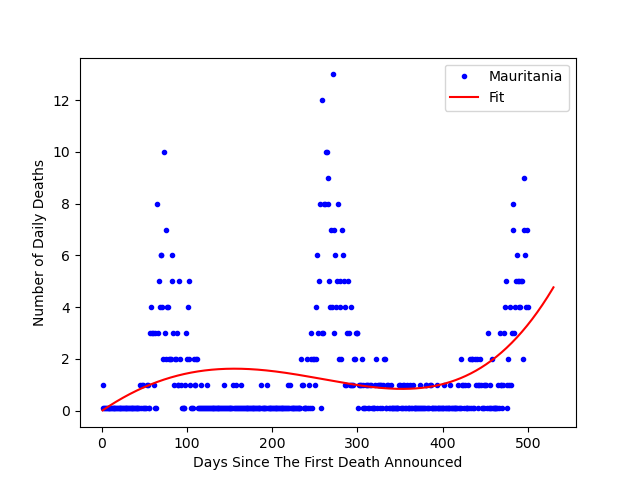 Mauritania
Fit
12
10
8
6
4
2
0
Number of Daily Deaths
0 100 200 300 400 500
Days Since The First Death Announced